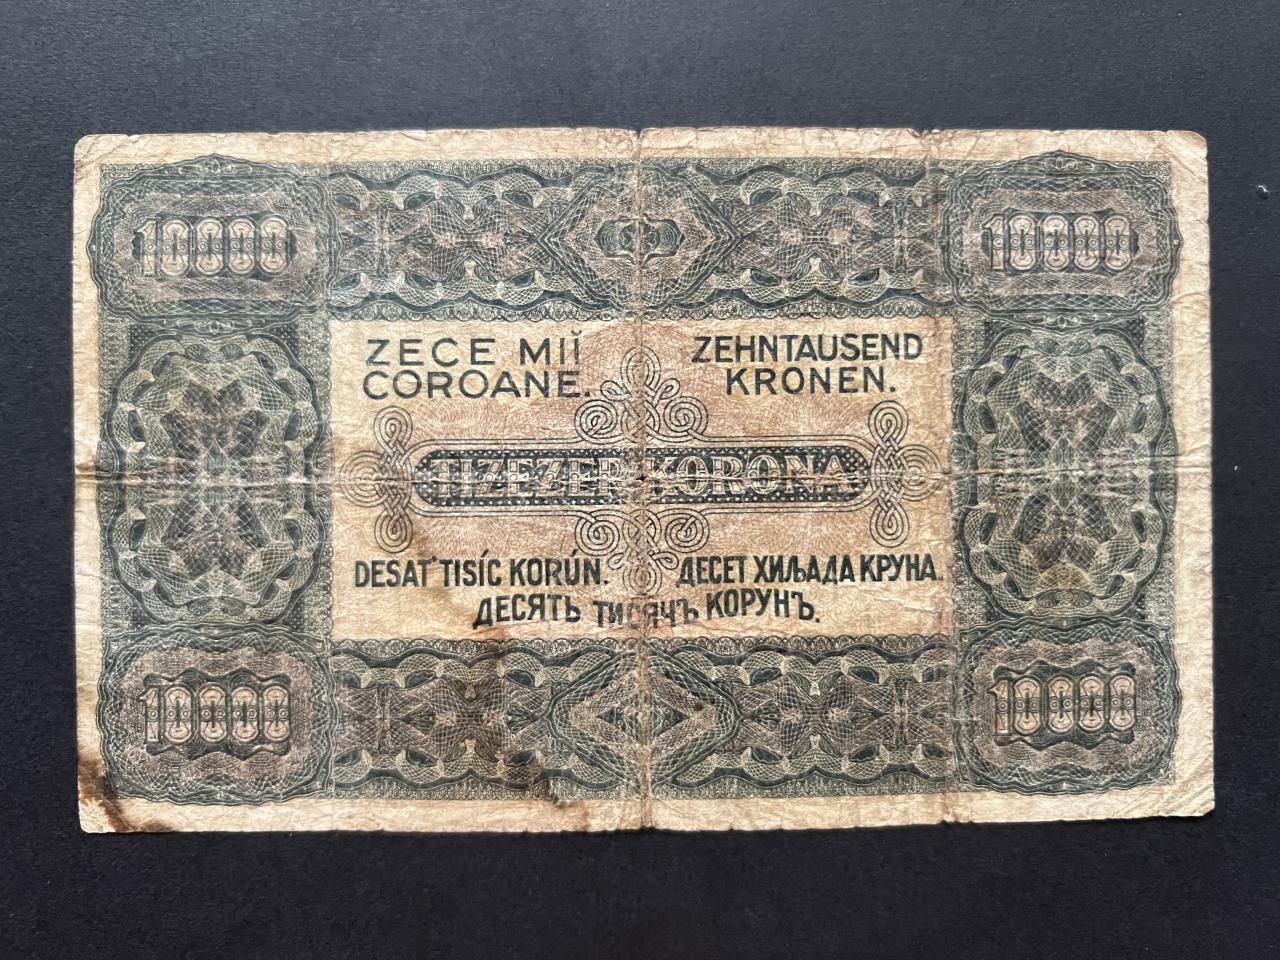 10000
10000
ZECE MIĬ
COROANE.
ZEHNTAUSEND
KRONEN.
TIZEZER KORONA
DESAŤ TISÍC KORÚN.
ДЕСЕТ ХИЉАДА КРУНА.
ДЕСЯТЬ ТИСЯЧЪ КОРУНЪ.
10000
10000